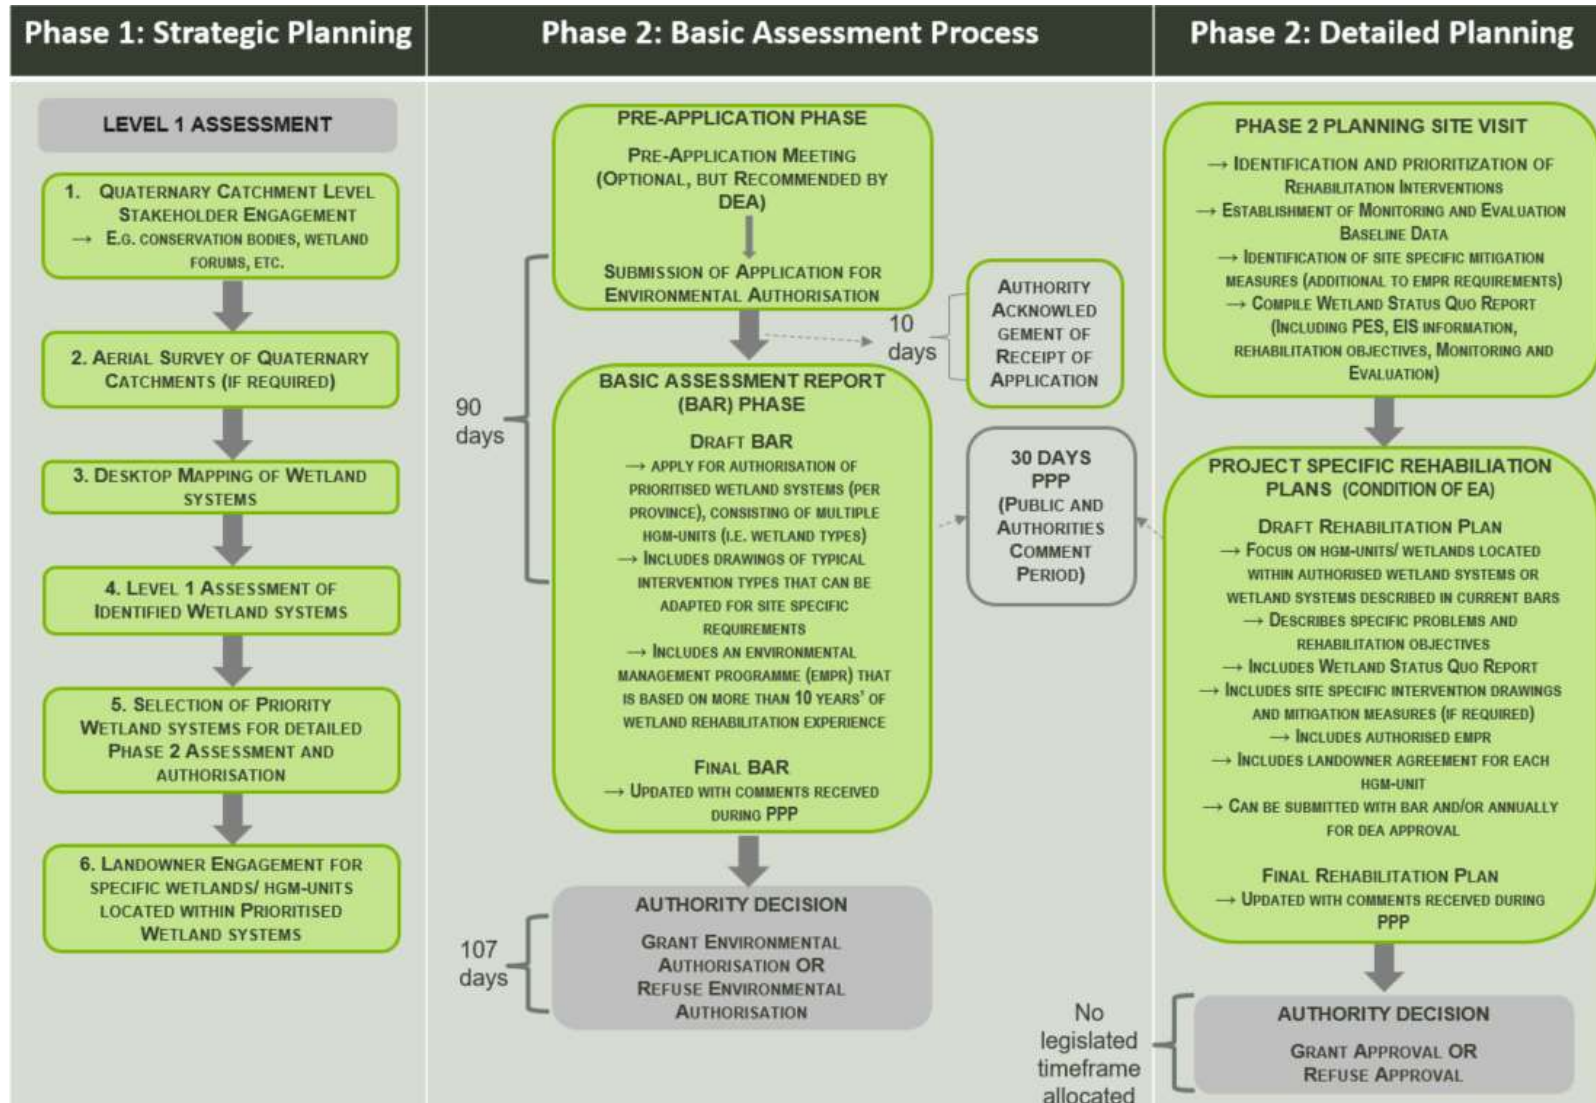 Phase 1: Strategic Planning
LEVEL 1 ASSESSMENT
1. QUATERNARY CATCHMENT LEVEL
STAKEHOLDER ENGAGEMENT
→ E.G. CONSERVATION BODIES, WETLAND
FORUMS, ETC.
2. AERIAL SURVEY OF QUATERNARY
CATCHMENTS (IF REQUIRED)
3. DESKTOP MAPPING OF WETLAND
SYSTEMS
4. LEVEL 1 ASSESSMENT OF
IDENTIFIED WETLAND SYSTEMS
5. SELECTION OF PRIORITY
WETLAND SYSTEMS FOR DETAILED
PHASE 2 ASSESSMENT AND
AUTHORISATION
6. LANDOWNER ENGAGEMENT FOR
SPECIFIC WETLANDS/ HGM-UNITS
LOCATED WITHIN PRIORITISED
WETLAND SYSTEMS
Phase 2: Basic Assessment Process
PRE-APPLICATION PHASE
PRE-APPLICATION MEETING
(OPTIONAL, BUT RECOMMENDED BY
DEA)
SUBMISSION OF APPLICATION FOR
ENVIRONMENTAL AUTHORISATION
10
days
AUTHORITY
ACKNOWLED
GEMENT OF
RECEIPT OF
APPLICATION
90
days
BASIC ASSESSMENT REPORT
(BAR) PHASE
DRAFT BAR
→ APPLY FOR AUTHORISATION OF
PRIORITISED WETLAND SYSTEMS (PER
PROVINCE), CONSISTING OF MULTIPLE
HGM-UNITS (I.E. WETLAND TYPES)
→ INCLUDES DRAWINGS OF TYPICAL
INTERVENTION TYPES THAT CAN BE
ADAPTED FOR SITE SPECIFIC
REQUIREMENTS
→ INCLUDES AN ENVIRONMENTAL
MANAGEMENT PROGRAMME (EMPR) THAT
IS BASED ON MORE THAN 10 YEARS' OF
WETLAND REHABILITATION EXPERIENCE
FINAL BAR
→ UPDATED WITH COMMENTS RECEIVED
DURING PPP
30 DAYS
PPP
(PUBLIC AND
AUTHORITIES
COMMENT
PERIOD)
107
days
AUTHORITY DECISION
GRANT ENVIRONMENTAL
AUTHORISATION OR
REFUSE ENVIRONMENTAL
AUTHORISATION
Phase 2: Detailed Planning
PHASE 2 PLANNING SITE VISIT
→ IDENTIFICATION AND PRIORITIZATION OF
REHABILITATION INTERVENTIONS
→ ESTABLISHMENT OF MONITORING AND EVALUATION
BASELINE DATA
→ IDENTIFICATION OF SITE SPECIFIC MITIGATION
MEASURES (ADDITIONAL TO EMPR REQUIREMENTS)
→ COMPILE WETLAND STATUS QUO REPORT
(INCLUDING PES, EIS INFORMATION,
REHABILITATION OBJECTIVES, MONITORING AND
EVALUATION)
PROJECT SPECIFIC REHABILIATION
PLANS (CONDITION OF EA)
DRAFT REHABILITATION PLAN
→ FOCUS ON HGM-UNITS/ WETLANDS LOCATED
WITHIN AUTHORISED WETLAND SYSTEMS OR
WETLAND SYSTEMS DESCRIBED IN CURRENT BARS
→ DESCRIBES SPECIFIC PROBLEMS AND
REHABILITATION OBJECTIVES
→ INCLUDES WETLAND STATUS QUO REPORT
→ INCLUDES SITE SPECIFIC INTERVENTION DRAWINGS
AND MITIGATION MEASURES (IF REQUIRED)
→ INCLUDES AUTHORISED EMPR
→ INCLUDES LANDOWNER AGREEMENT FOR EACH
HGM-UNIT
→ CAN BE SUBMITTED WITH BAR AND/OR ANNUALLY
FOR DEA APPROVAL
FINAL REHABILITATION PLAN
→ UPDATED WITH COMMENTS RECEIVED DURING
PPP
No
legislated
timeframe
allocated
AUTHORITY DECISION
GRANT APPROVAL OR
REFUSE APPROVAL